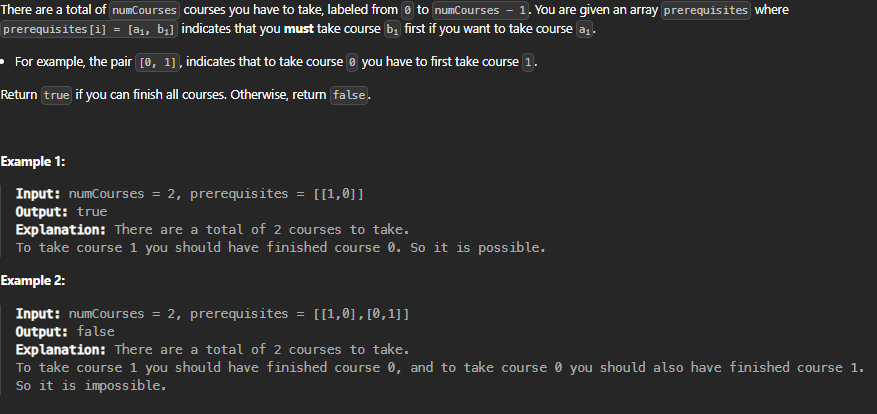 There are a total of numCourses courses you have to take, labeled from 0 to numCourses - 1. You are given an array prerequisites where
prerequisites[i] = [aᵢ, bᵢ] indicates that you must take course bᵢ first if you want to take course aᵢ.
• For example, the pair [0, 1], indicates that to take course 0 you have to first take course 1.
Return true if you can finish all courses. Otherwise, return false.
Example 1:
Input: numCourses = 2, prerequisites = [[1,0]]
Output: true
Explanation: There are a total of 2 courses to take.
To take course 1 you should have finished course 0. So it is possible.
Example 2:
Input: numCourses = 2, prerequisites = [[1,0],[0,1]]
Output: false
Explanation: There are a total of 2 courses to take.
To take course 1 you should have finished course 0, and to take course 0 you should also have finished course 1.
So it is impossible.